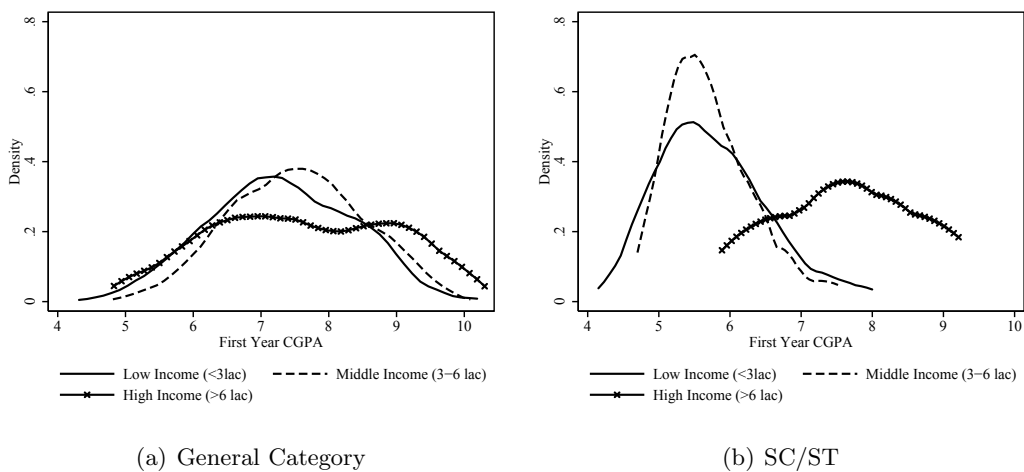 .8
.6
.4
.2
0
Density
4 5 6 7 8 9 10
First Year CGPA
Low Income (<3lac) Middle Income (3−6 lac)
High Income (>6 lac)
(a) General Category
.8
.6
.4
.2
0
Density
4 5 6 7 8 9 10
First Year CGPA
Low Income (<3lac) Middle Income (3−6 lac)
High Income (>6 lac)
(b) SC/ST